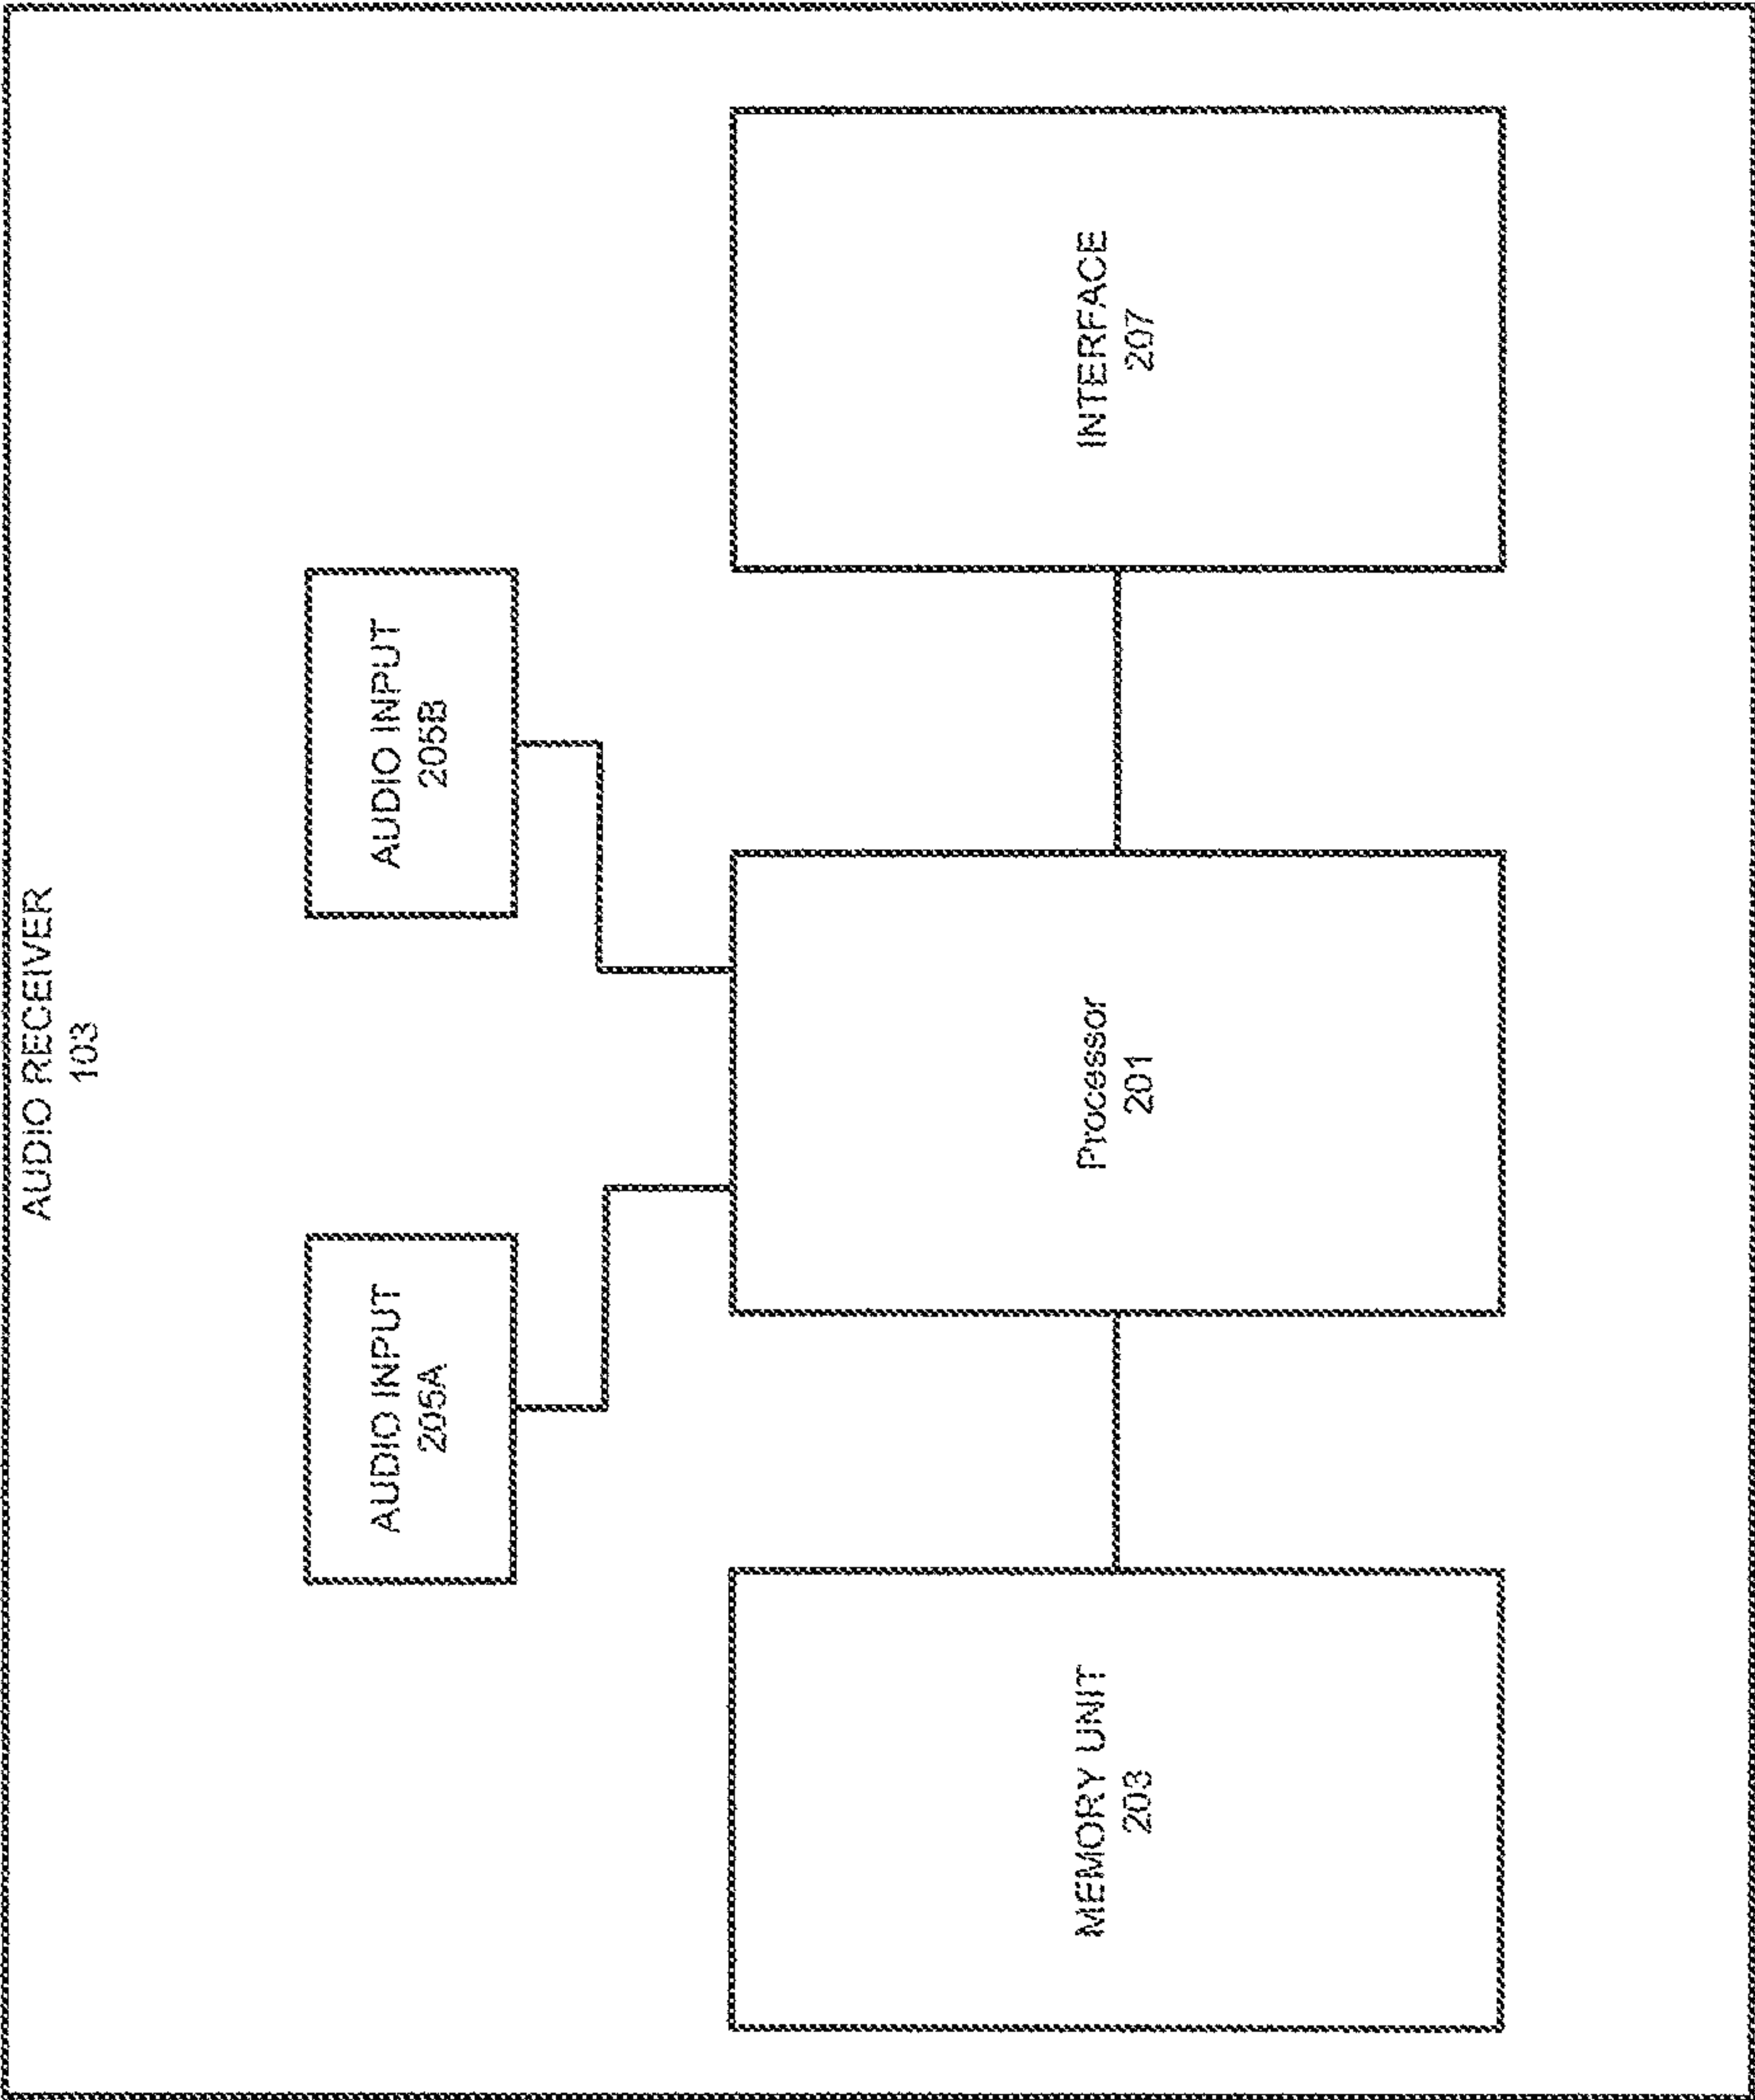 AUDIO RECEIVER
103
AUDIO INPUT
205A
AUDIO INPUT
205B
MEMORY UNIT
203
Processor
201
INTERFACE
207